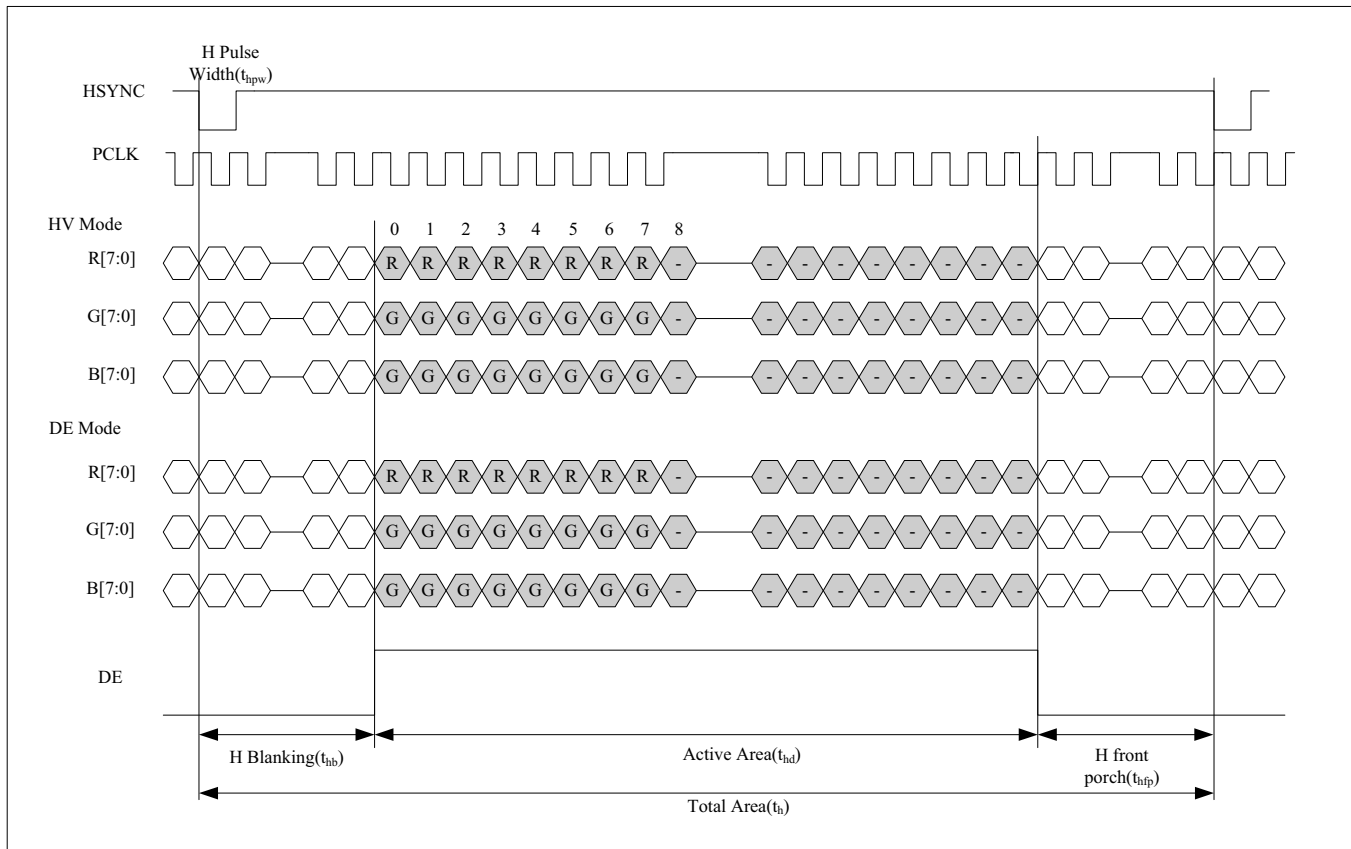 H Pulse
Width(thpw)
HSYNC
PCLK
HV Mode
0 1 2 3 4 5 6 7 8
R[7:0] R R R R R R R R - - - - - - - - -
G[7:0] G G G G G G G G - - - - - - - - -
B[7:0] G G G G G G G G - - - - - - - - -
DE Mode
R[7:0] R R R R R R R R - - - - - - - - -
G[7:0] G G G G G G G G - - - - - - - - -
B[7:0] G G G G G G G G - - - - - - - - -
DE
H Blanking(thb) Active Area(thd) H front
porch(thfp)
Total Area(th)